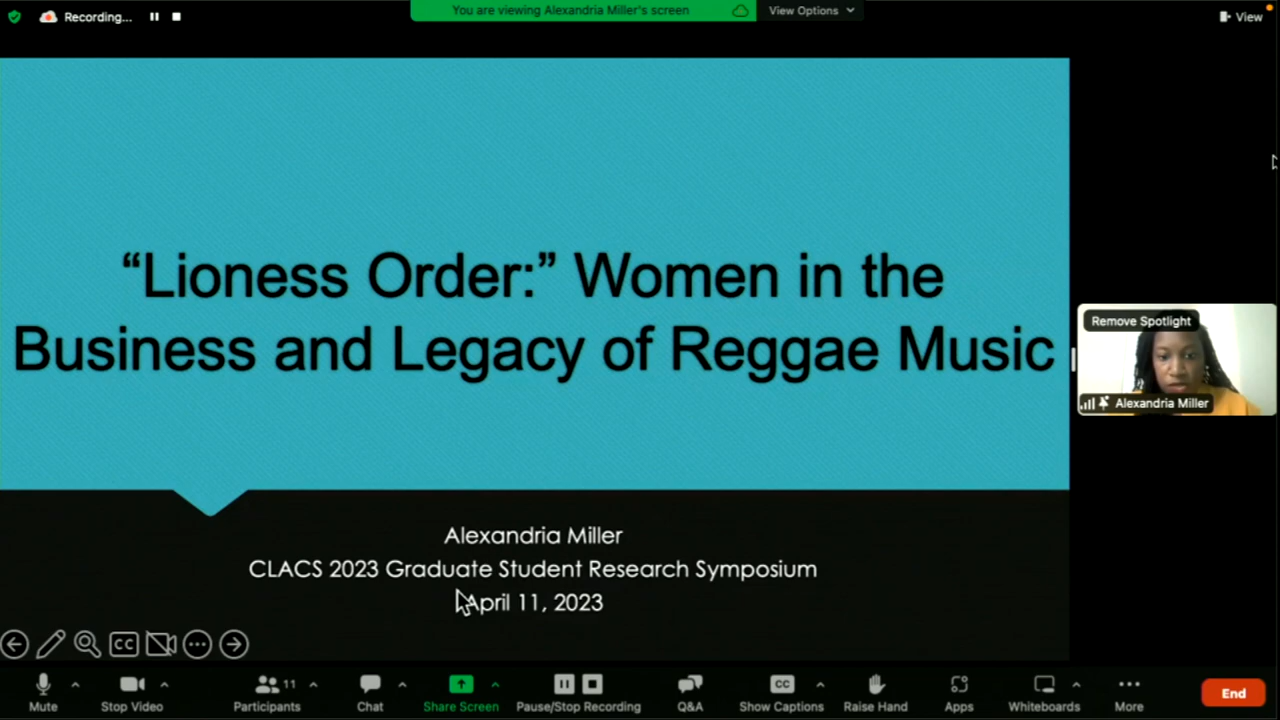 Recording...
You are viewing Alexandria Miller's screen
View Options
View
“Lioness Order:” Women in the
Business and Legacy of Reggae Music
Remove Spotlight
Alexandria Miller
Alexandria Miller
CLACS 2023 Graduate Student Research Symposium
April 11, 2023
CC
Mute
Stop Video
11
Participants
Chat
Share Screen
Pause/Stop Recording
Q&A
CC
Show Captions
Raise Hand
Apps
Whiteboards
More
End